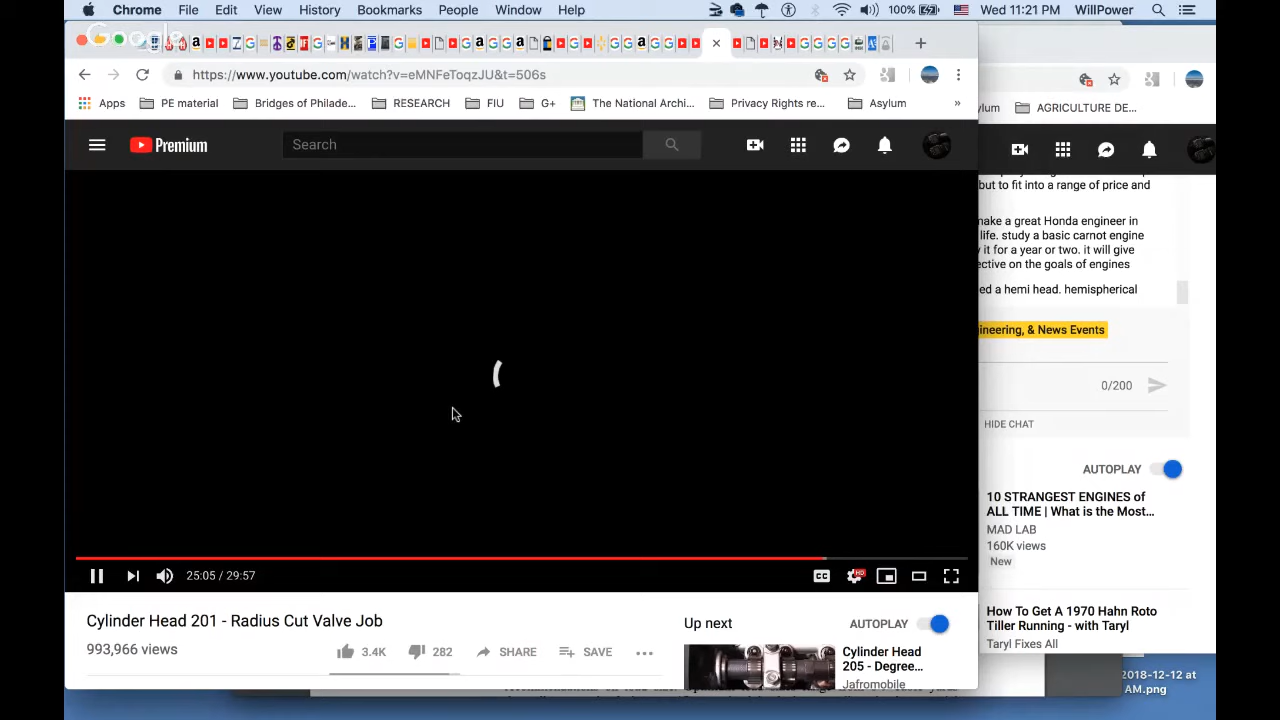 Chrome File Edit View History Bookmarks People Window Help 100% Wed 11:21 PM WillPower
https://www.youtube.com/watch?v=eMNFeToqzJU&t=506s
Apps PE material Bridges of Philade... RESEARCH FIU G+ The National Archi... Privacy Rights re... Asylum »
ylum AGRICULTURE DE...
Premium Search
but to fit into a range of price and
make a great Honda engineer in
life. study a basic carnot engine
it for a year or two. it will give
ective on the goals of engines
ed a hemi head. hemispherical
ineering, & News Events
0/200
HIDE CHAT
AUTOPLAY
10 STRANGEST ENGINES of
ALL TIME | What is the Most...
MAD LAB
160K views
New
How To Get A 1970 Hahn Roto
Tiller Running - with Taryl
Taryl Fixes All
25:05 / 29:57 CC HD
Cylinder Head 201 - Radius Cut Valve Job
993,966 views 3.4K 282 SHARE SAVE
Up next AUTOPLAY
Cylinder Head
205 - Degree...
Jafromobile
2018-12-12 at
AM.png